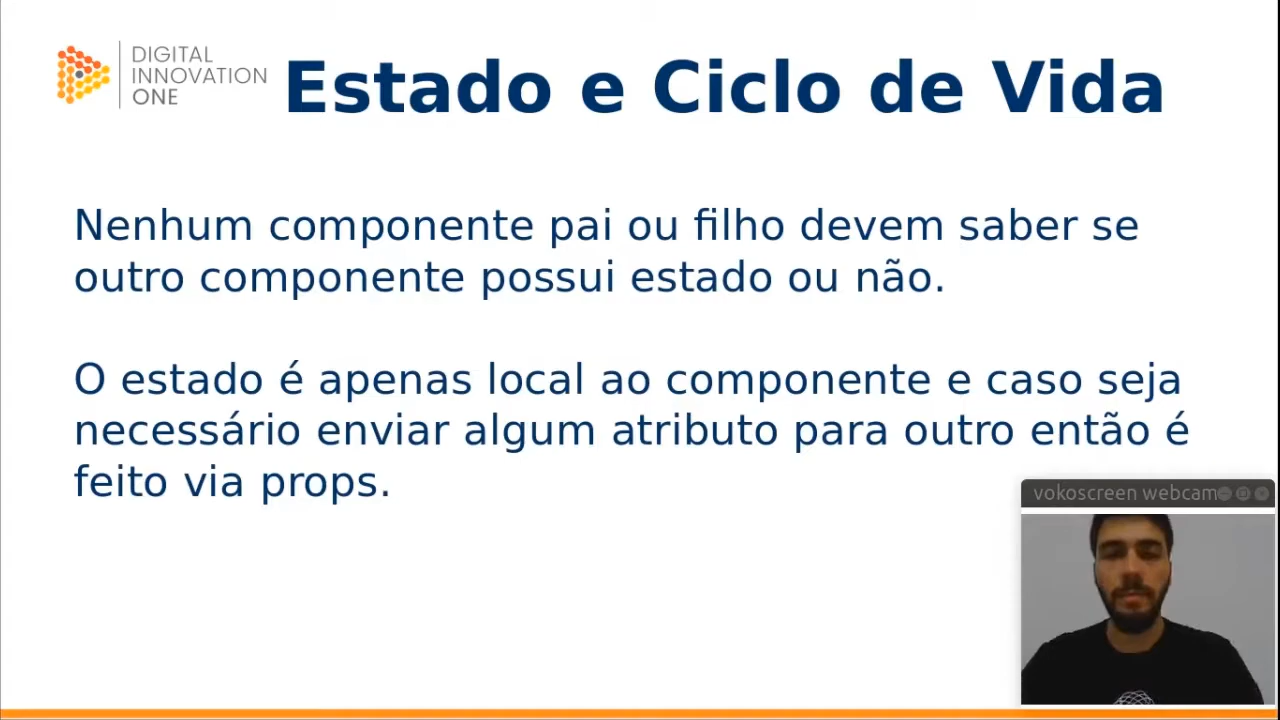 DIGITAL
INNOVATION
ONE
Estado e Ciclo de Vida
Nenhum componente pai ou filho devem saber se
outro componente possui estado ou não.
O estado é apenas local ao componente e caso seja
necessário enviar algum atributo para outro então é
feito via props.
vokoscreen webcam